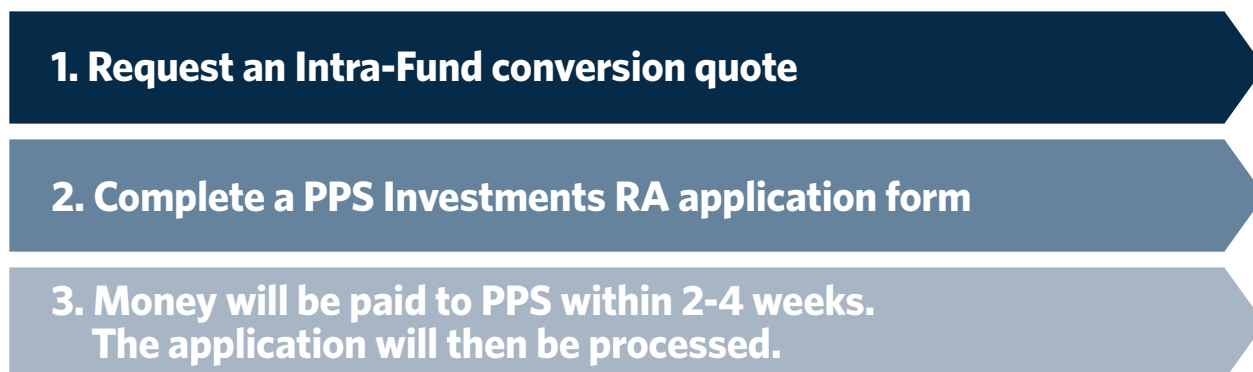 1. Request an Intra-Fund conversion quote
2. Complete a PPS Investments RA application form
3. Money will be paid to PPS within 2-4 weeks.
The application will then be processed.